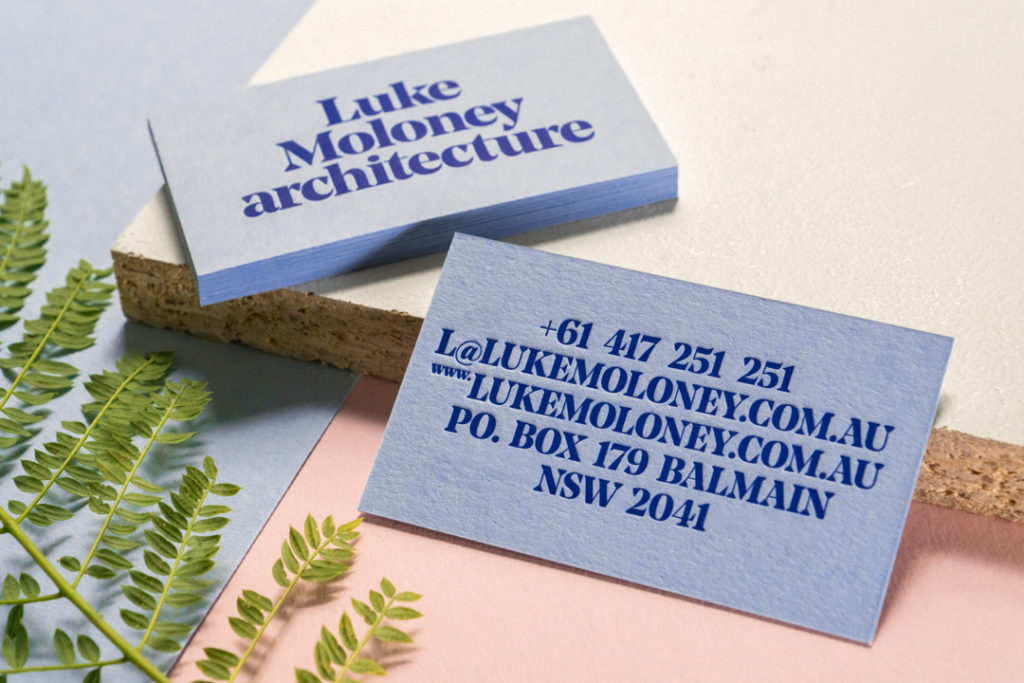 Luke
Moloney
architecture
+61 417 251 251
L@LUKEMOLONEY.COM.AU
www.LUKEMOLONEY.COM.AU
PO. BOX 179 BALMAIN
NSW 2041